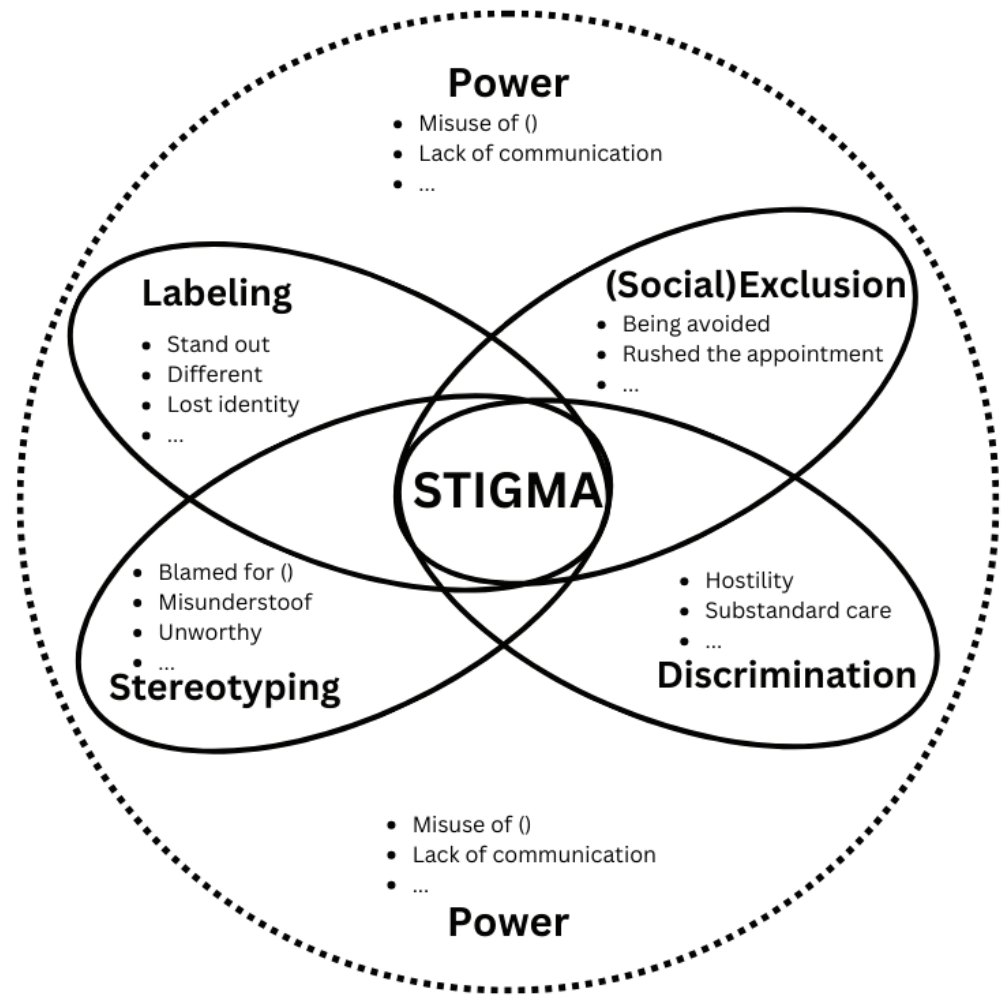 Power
• Misuse of ()
• Lack of communication
• ...
Labeling
• Stand out
• Different
• Lost identity
• ...
(Social)Exclusion
• Being avoided
• Rushed the appointment
• ...
STIGMA
• Blamed for ()
• Misunderstoof
• Unworthy
• ...
Stereotyping
• Hostility
• Substandard care
• ...
Discrimination
• Misuse of ()
• Lack of communication
• ...
Power